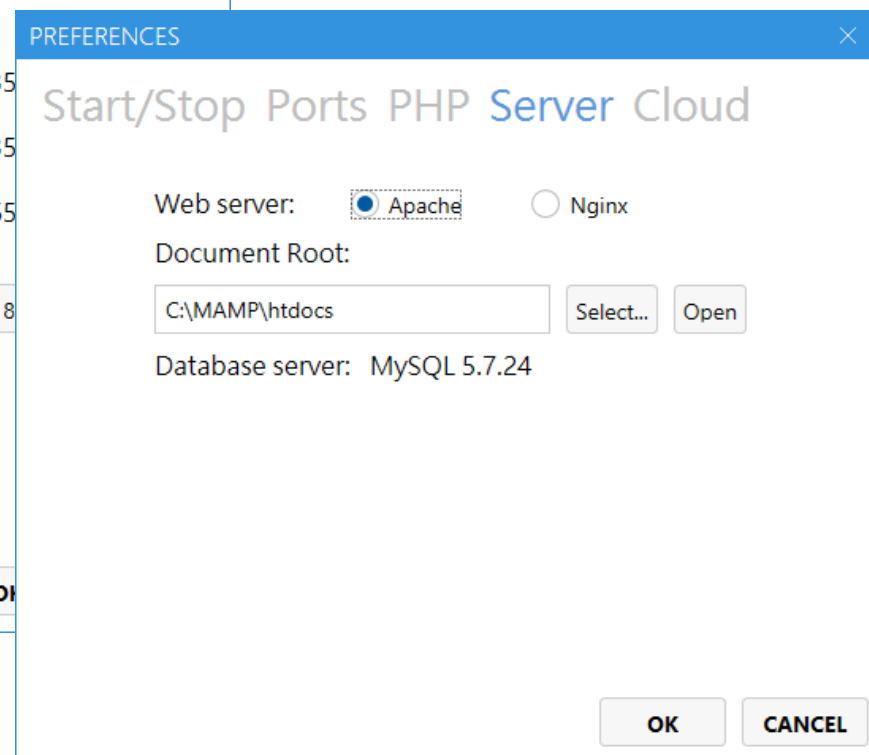 PREFERENCES
Start/Stop Ports PHP Server Cloud
Web server: Apache Nginx
Document Root:
C:\MAMP\htdocs Select... Open
Database server: MySQL 5.7.24
OK CANCEL